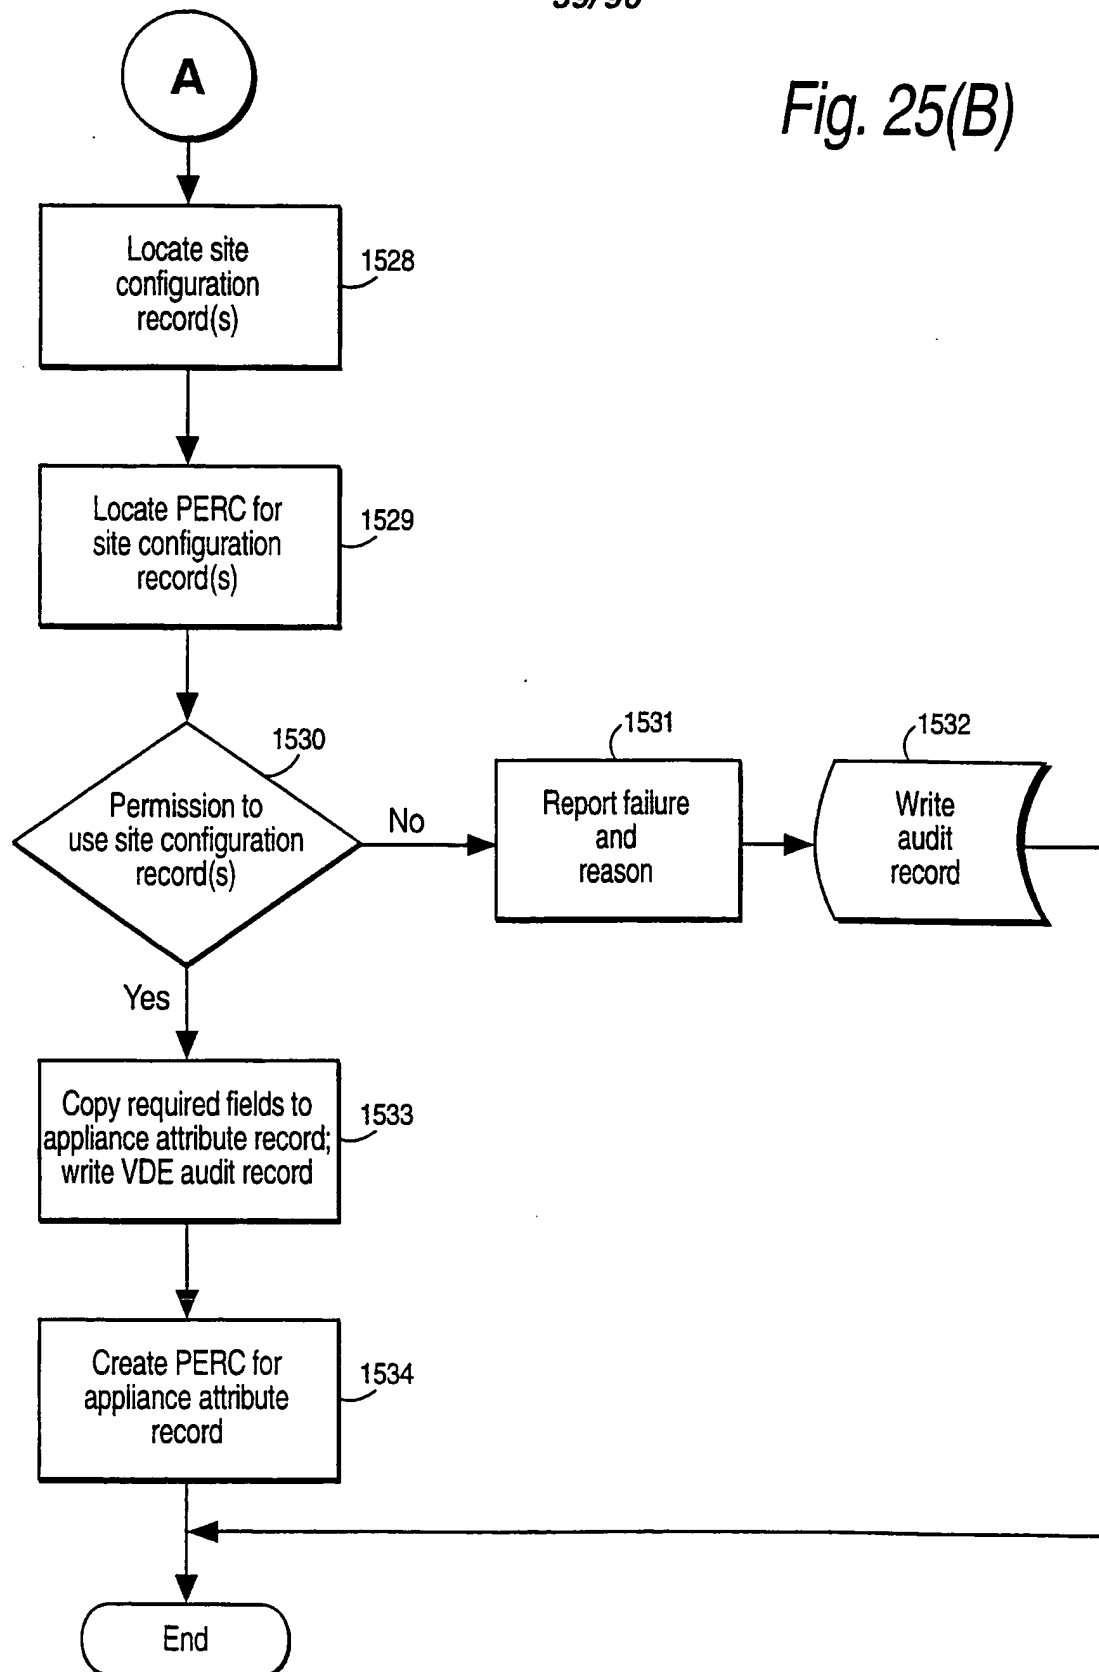 A
Fig. 25(B)
Locate site
configuration
record(s)
1528
Locate PERC for
site configuration
record(s)
1529
1530
Permission to
use site configuration
record(s)
No
1531
Report failure
and
reason
1532
Write
audit
record
Yes
Copy required fields to
appliance attribute record;
write VDE audit record
1533
Create PERC for
appliance attribute
record
1534
End